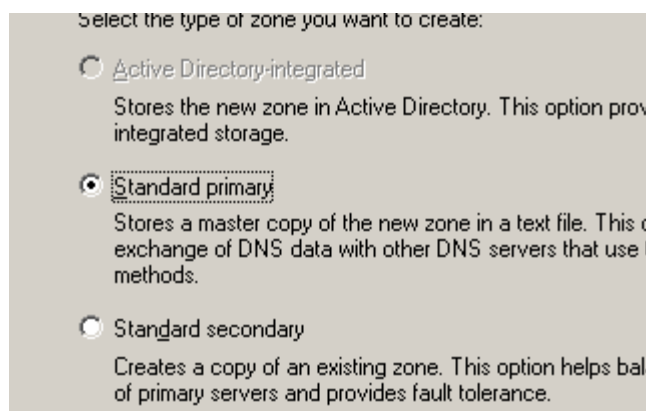 Select the type of zone you want to create:
Active Directory-integrated
Stores the new zone in Active Directory. This option
integrated storage.
Standard primary
Stores a master copy of the new zone in a text file. This
exchange of DNS data with other DNS servers that use
methods.
Standard secondary
Creates a copy of an existing zone. This option helps
of primary servers and provides fault tolerance.